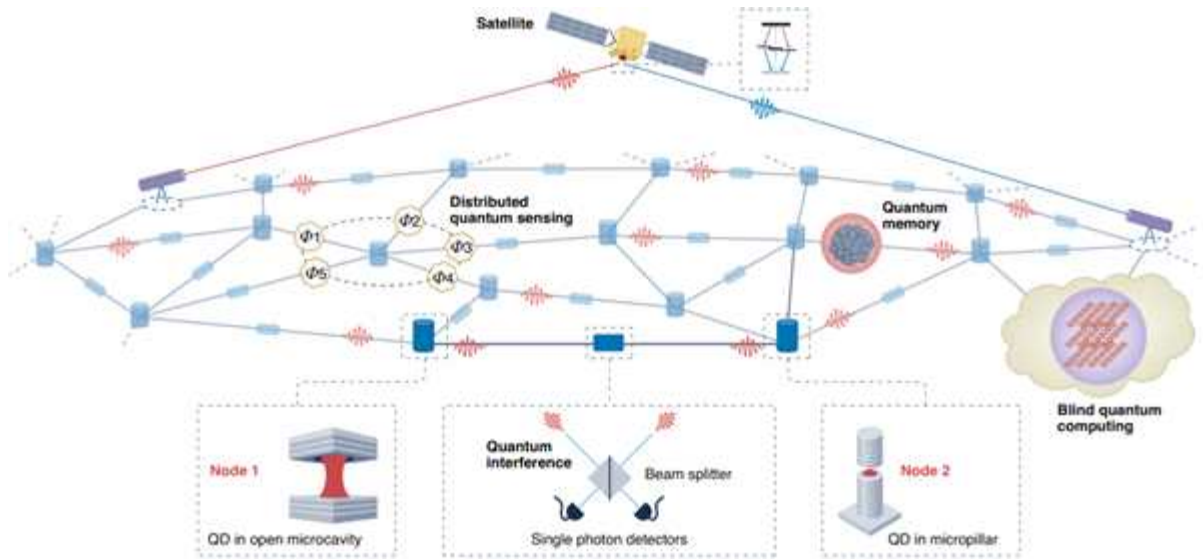 Satellite
Distributed
quantum sensing
Quantum
memory
Φ1
Φ2
Φ3
Φ5
Φ4
Blind quantum
computing
Node 1
QD in open microcavity
Quantum
interference
Beam splitter
Single photon detectors
Node 2
QD in micropillar